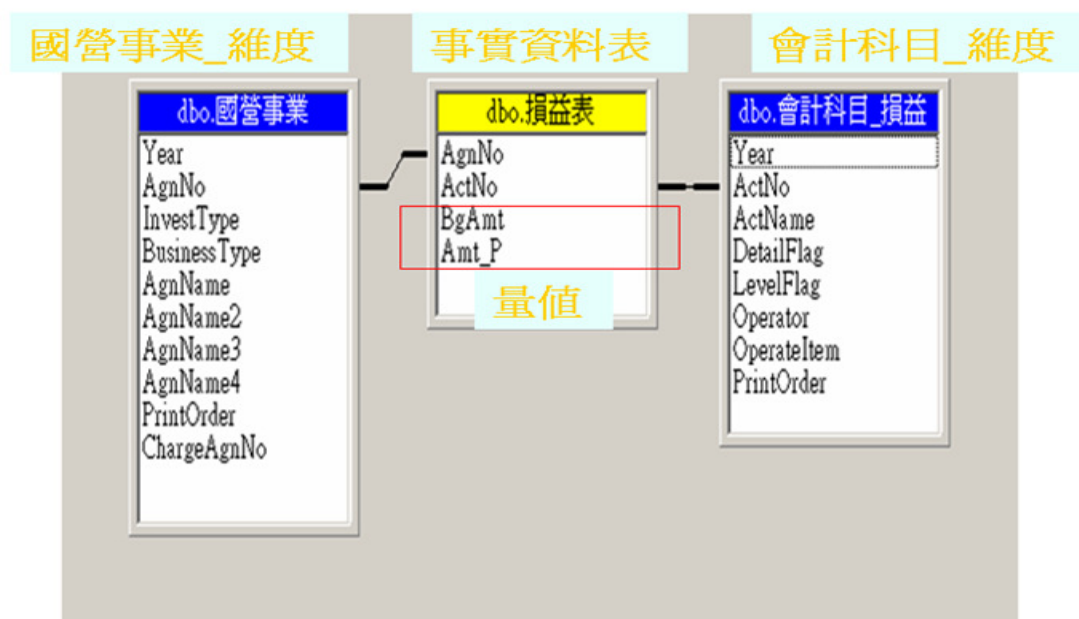 國營事業_維度
事實資料表
會計科目_維度
dbo.國營事業
Year
AgnNo
InvestType
BusinessType
AgnName
AgnName2
AgnName3
AgnName4
PrintOrder
ChargeAgnNo
dbo.損益表
AgnNo
ActNo
BgAmt
Amt_P
量值
dbo.會計科目_損益
Year
ActNo
ActName
DetailFlag
LevelFlag
Operator
OperateItem
PrintOrder